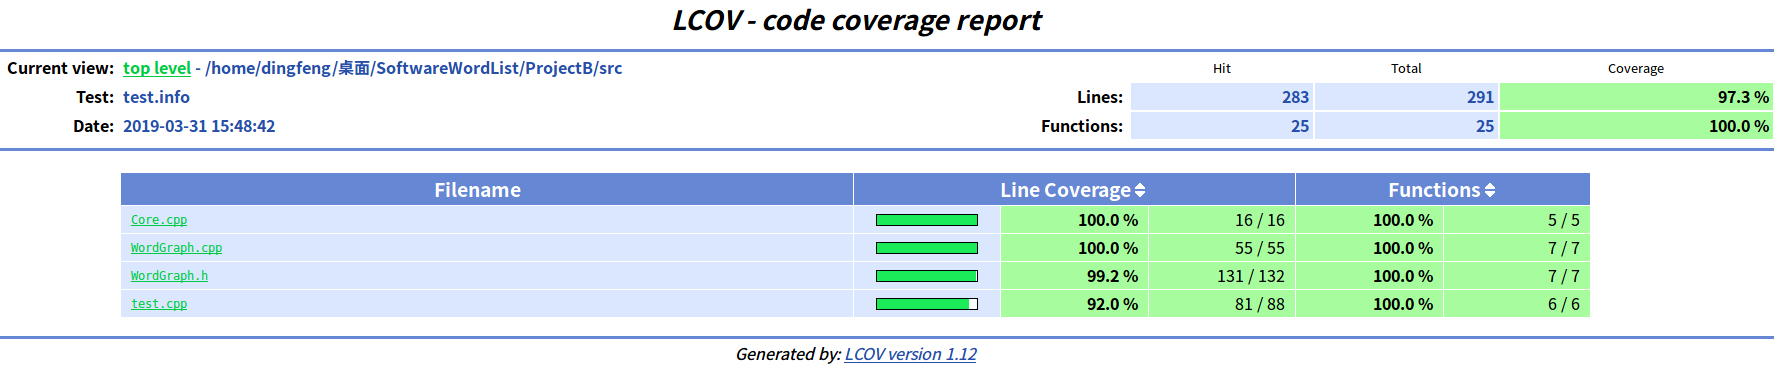 LCOV - code coverage report
Current view: top level - /home/dingfeng/桌面/SoftwareWordList/ProjectB/src
Hit Total Coverage
Test: test.info
Lines: 283 291 97.3 %
Date: 2019-03-31 15:48:42
Functions: 25 25 100.0 %
Filename Line Coverage Functions
Core.cpp 100.0 % 16 / 16 100.0 % 5 / 5
WordGraph.cpp 100.0 % 55 / 55 100.0 % 7 / 7
WordGraph.h 99.2 % 131 / 132 100.0 % 7 / 7
test.cpp 92.0 % 81 / 88 100.0 % 6 / 6
Generated by: LCOV version 1.12